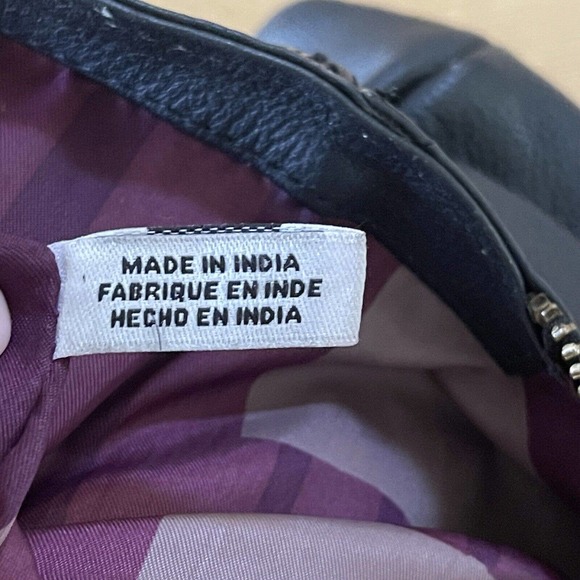 MADE IN INDIA
FABRIQUE EN INDE
HECHO EN INDIA